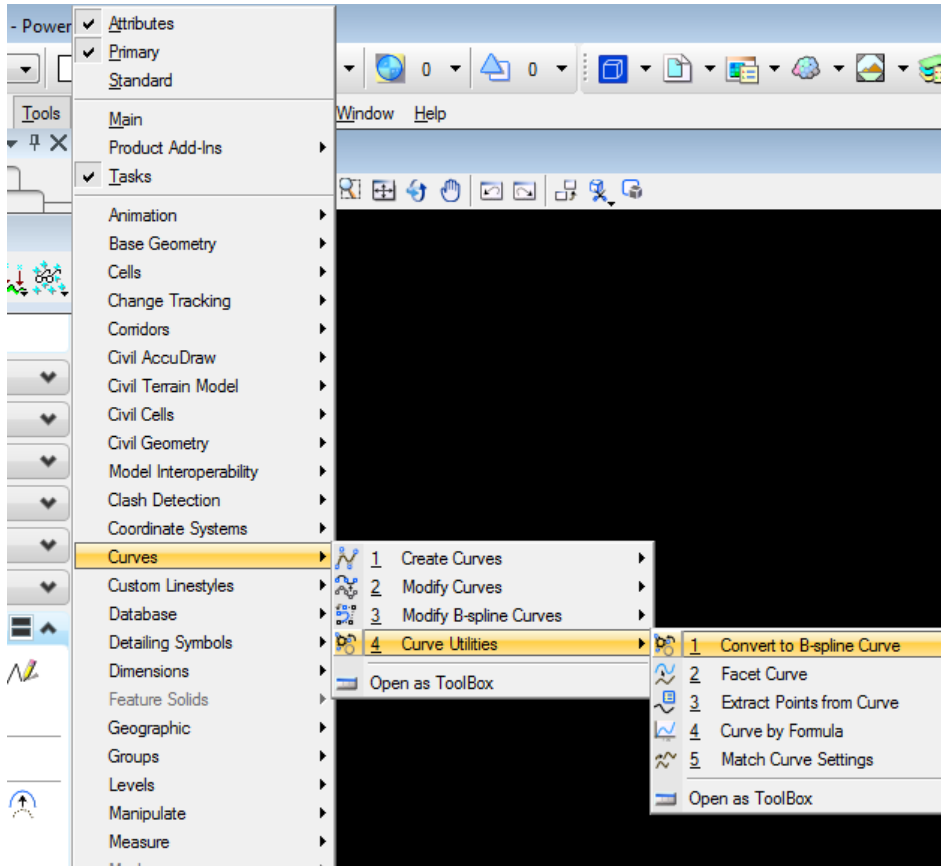 - Power
Attributes
Primary
Standard
0
0
Tools
Window Help
Main
Product Add-Ins
Tasks
Animation
Base Geometry
Cells
Change Tracking
Corridors
Civil AccuDraw
Civil Terrain Model
Civil Cells
Civil Geometry
Model Interoperability
Clash Detection
Coordinate Systems
Curves
Custom Linestyles
Database
Detailing Symbols
Dimensions
Feature Solids
Geographic
Groups
Levels
Manipulate
Measure
1 Create Curves
2 Modify Curves
3 Modify B-spline Curves
4 Curve Utilities
Open as ToolBox
1 Convert to B-spline Curve
2 Facet Curve
3 Extract Points from Curve
4 Curve by Formula
5 Match Curve Settings
Open as ToolBox